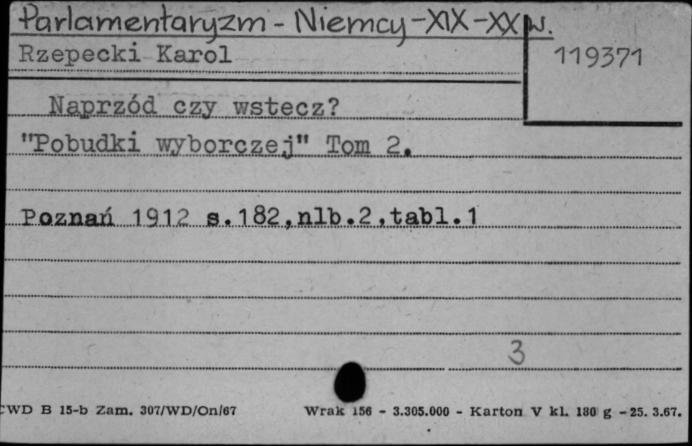 Parlamentaryzm - Niemcy - XIX - XX w.
Rzepecki Karol
119371
Naprzód czy wstecz?
"Pobudki wyborczej" Tom 2.
Poznań 1912 s.182,nlb.2,tabl.1
3
CWD B 15-b Zam. 307/WD/On/67 Wrak 156 - 3.305.000 - Karton V kl. 180 g - 25. 3.67.